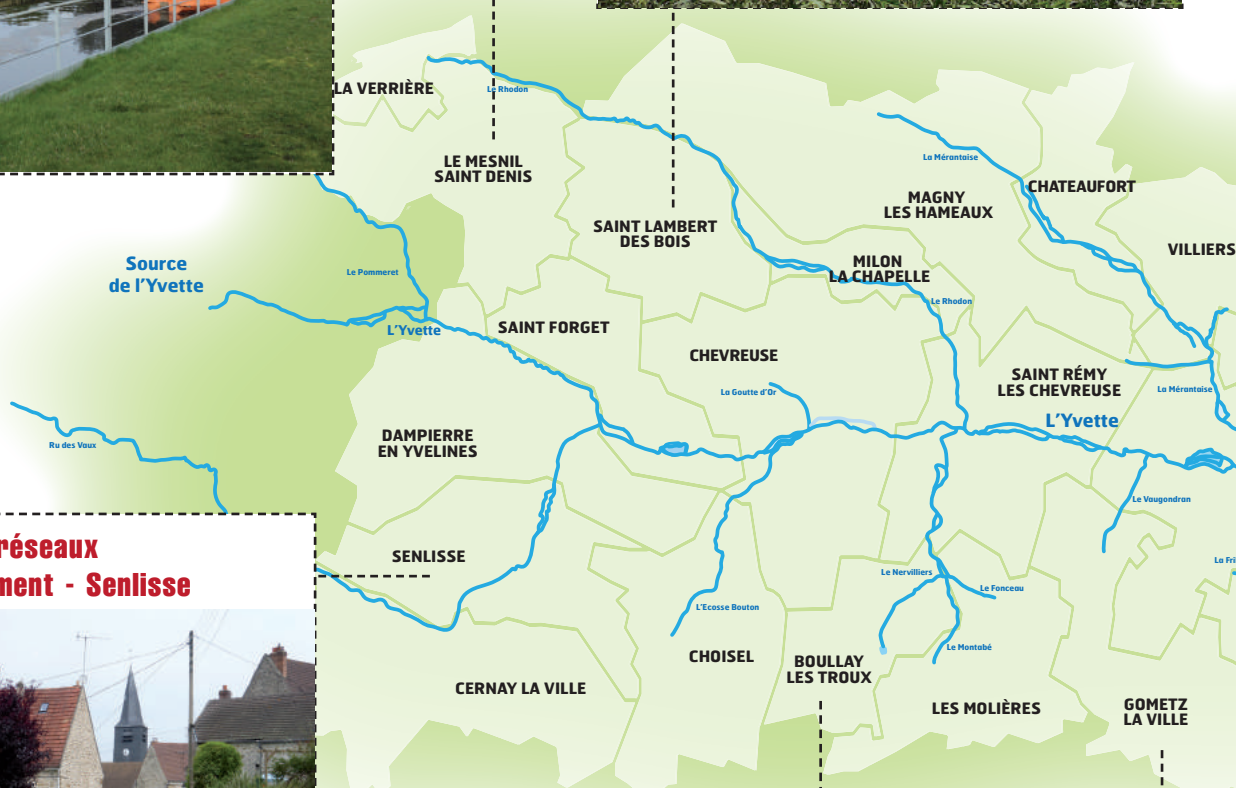 LA VERRIÈRE
Le Rhodon
LE MESNIL
SAINT DENIS
La Mérantaise
CHATEAUFORT
MAGNY
LES HAMEAUX
SAINT LAMBERT
DES BOIS
VILLIERS
Source
de l'Yvette
Le Pommeret
MILON
LA CHAPELLE
Le Rhodon
L'Yvette
SAINT FORGET
CHEVREUSE
SAINT RÉMY
LES CHEVREUSE
La Goutte d'Or
La Mérantaise
L'Yvette
Ru des Vaux
DAMPIERRE
EN YVELINES
Le Vaugondran
réseaux
ment - Senlisse
SENLISSE
La Fri
Le Nervilliers
Le Fonceau
L'Ecosse Bouton
Le Montabé
CHOISEL
BOULLAY
LES TROUX
CERNAY LA VILLE
LES MOLIÈRES
GOMETZ
LA VILLE